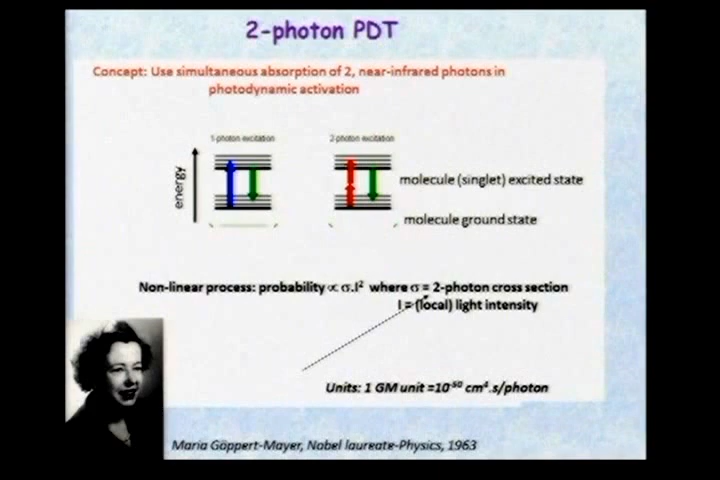 2-photon PDT
Concept: Use simultaneous absorption of 2, near-infrared photons in
photodynamic activation
1-photon excitation
2-photon excitation
energy
molecule (singlet) excited state
molecule ground state
Non-linear process: probability ∝ σ.I² where σ = 2-photon cross section
I = (local) light intensity
Units: 1 GM unit =10⁻⁵⁰ cm⁴.s/photon
Maria Göppert-Mayer, Nobel laureate-Physics, 1963